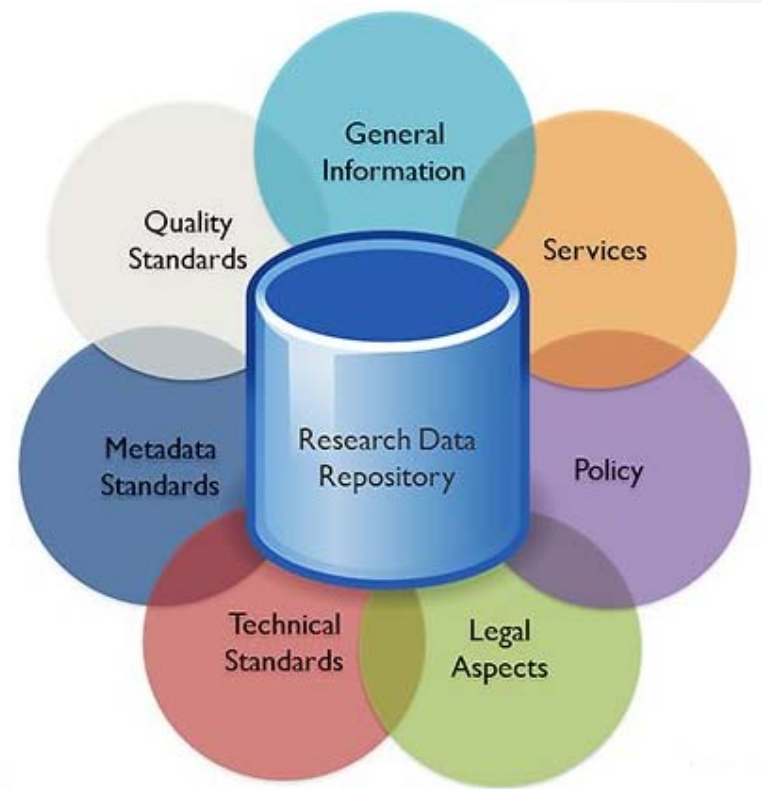 General
Information
Quality
Standards
Services
Research Data
Repository
Metadata
Standards
Policy
Technical
Standards
Legal
Aspects